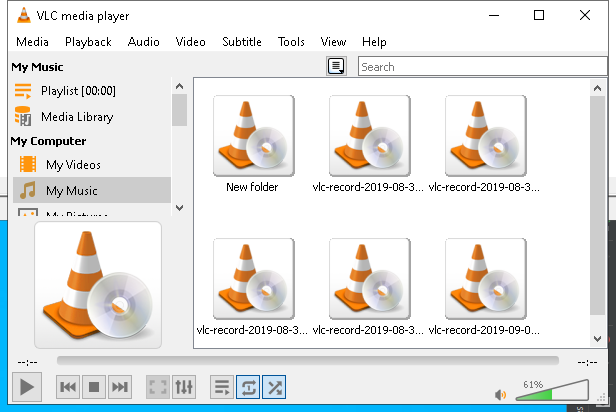 VLC media player
Media Playback Audio Video Subtitle Tools View Help
My Music
Search
Playlist [00:00]
Media Library
My Computer
My Videos
My Music
My Pictures
New folder
vlc-record-2019-08-3...
vlc-record-2019-08-3...
vlc-record-2019-08-3...
vlc-record-2019-08-3...
vlc-record-2019-09-0...
--:--
--:--
61%